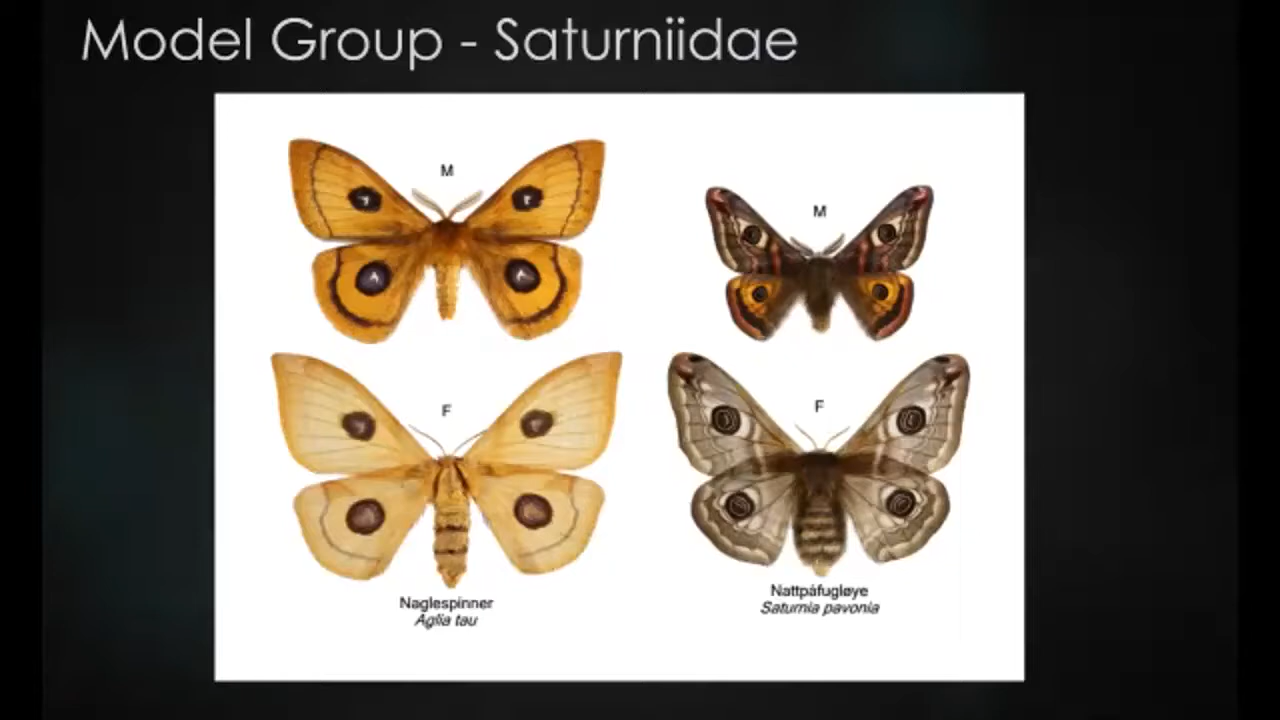 Model Group - Saturniidae
M
M
F
F
Naglespinner
Aglia tau
Nattpåfugløye
Saturnia pavonia